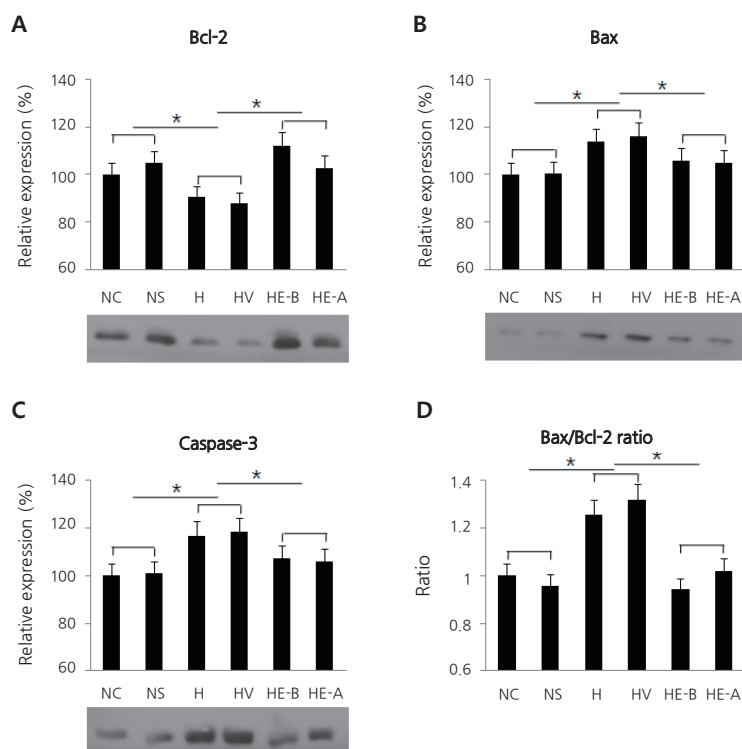 A
Bcl-2
Relative expression (%)
140
120
100
80
60
*
*
NC NS H HV HE-B HE-A
B
Bax
Relative expression (%)
140
120
100
80
60
*
*
NC NS H HV HE-B HE-A
C
Caspase-3
Relative expression (%)
140
120
100
80
60
*
*
NC NS H HV HE-B HE-A
D
Bax/Bcl-2 ratio
Ratio
1.4
1.2
1
0.8
0.6
*
*
NC NS H HV HE-B HE-A